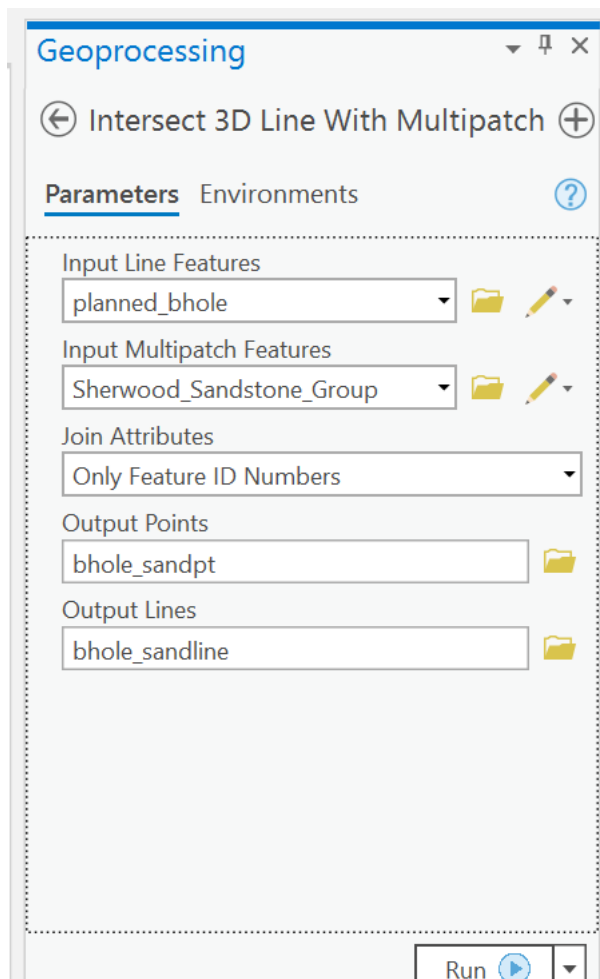 Geoprocessing
Intersect 3D Line With Multipatch
Parameters Environments
?
Input Line Features
planned_bhole
Input Multipatch Features
Sherwood_Sandstone_Group
Join Attributes
Only Feature ID Numbers
Output Points
bhole_sandpt
Output Lines
bhole_sandline
Run